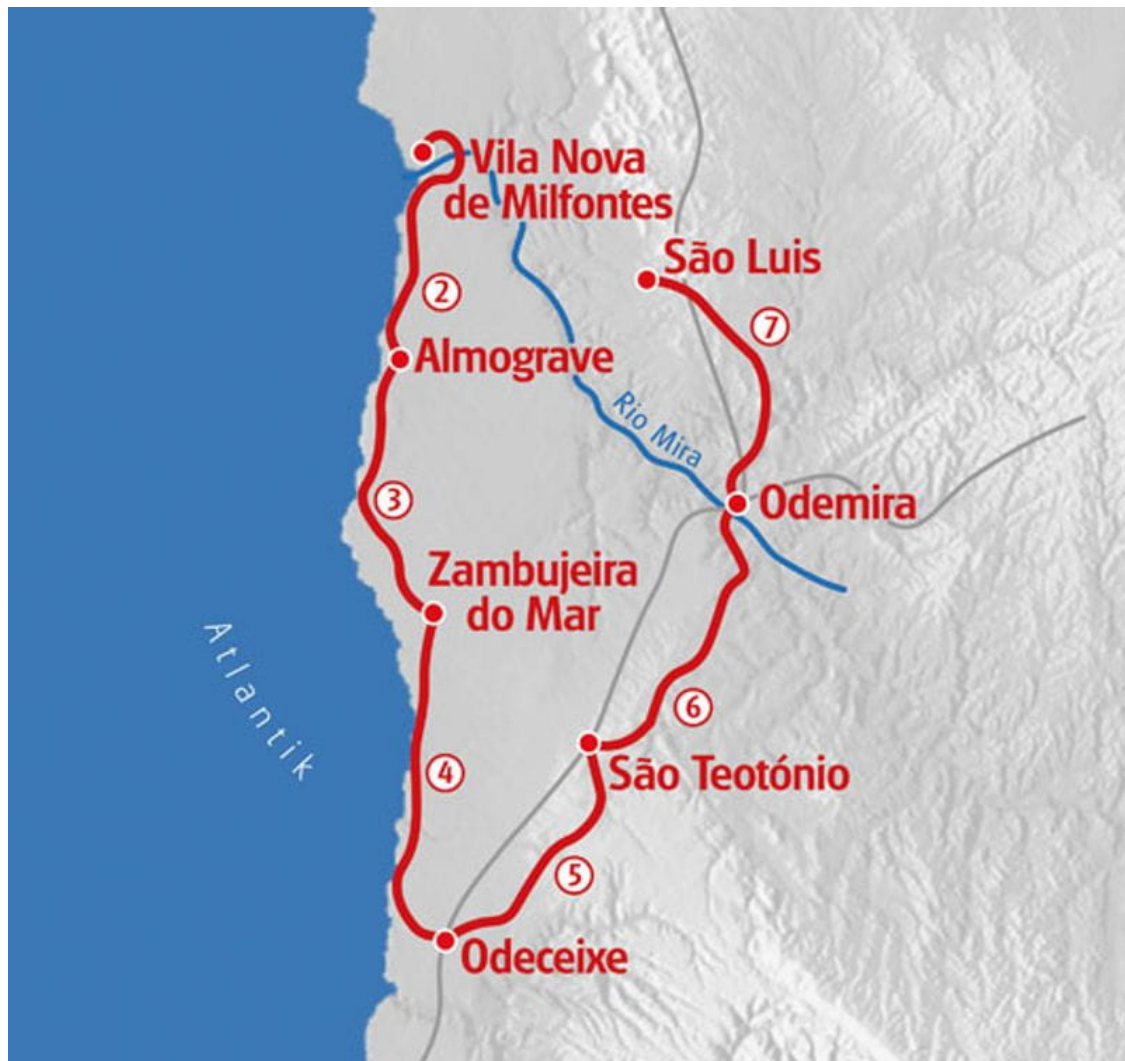 Vila Nova
de Milfontes
São Luis
②
⑦
Almograve
Rio Mira
③
Odemira
Zambujeira
do Mar
Atlantik
⑥
④
São Teotónio
⑤
Odeceixe